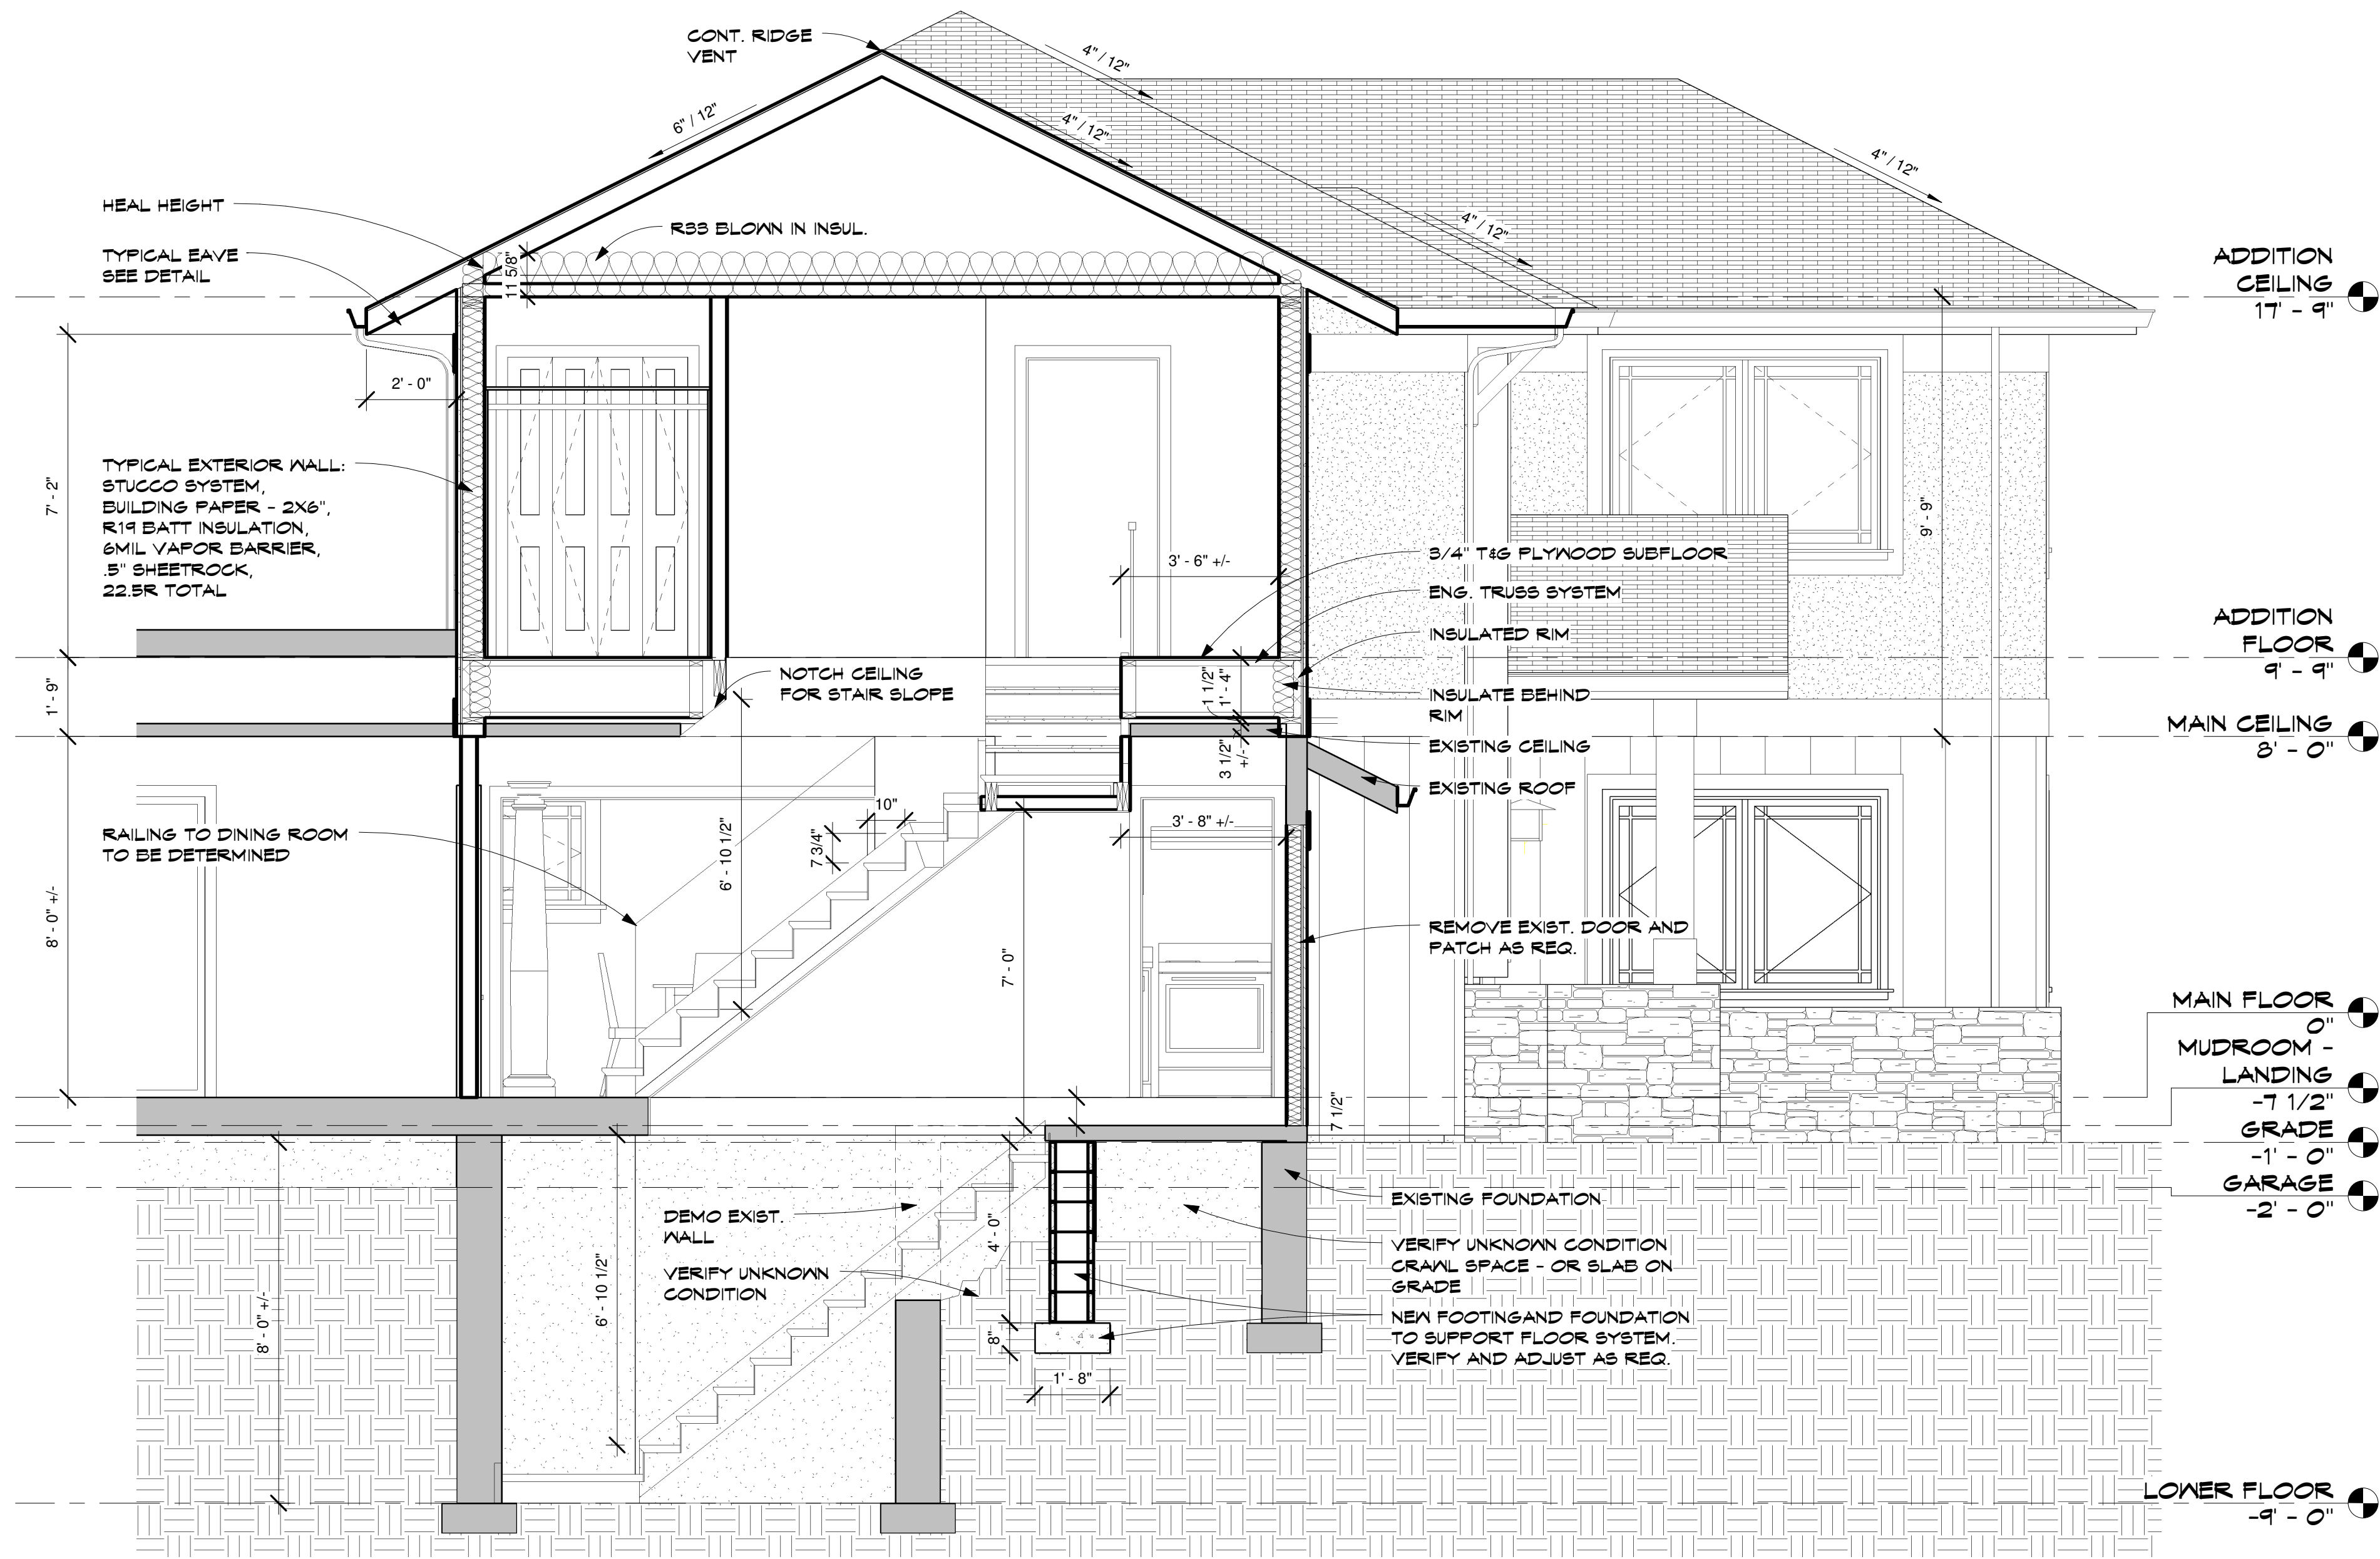 CONT. RIDGE
VENT
4" / 12"
6" / 12"
4" / 12"
4" / 12"
4" / 12"
HEAL HEIGHT
R33 BLOWN IN INSUL.
TYPICAL EAVE
SEE DETAIL
11 5/8"
ADDITION
CEILING
17' - 9"
2' - 0"
7' - 2"
TYPICAL EXTERIOR WALL:
STUCCO SYSTEM,
BUILDING PAPER - 2X6",
R19 BATT INSULATION,
6MIL VAPOR BARRIER,
.5" SHEETROCK,
22.5R TOTAL
9' - 9"
3' - 6" +/-
3/4" T&G PLYWOOD SUBFLOOR
ENG. TRUSS SYSTEM
INSULATED RIM
INSULATE BEHIND
RIM
EXISTING CEILING
EXISTING ROOF
ADDITION
FLOOR
9' - 9"
1' - 9"
NOTCH CEILING
FOR STAIR SLOPE
1 1/2"
1' - 4"
3 1/2"
+/-
MAIN CEILING
8' - 0"
RAILING TO DINING ROOM
TO BE DETERMINED
8' - 0" +/-
10"
7 3/4"
6' - 10 1/2"
3' - 8" +/-
7' - 0"
REMOVE EXIST. DOOR AND
PATCH AS REQ.
MAIN FLOOR
0"
MUDROOM -
LANDING
-7 1/2"
GRADE
-1' - 0"
GARAGE
-2' - 0"
7 1/2"
DEMO EXIST.
WALL
VERIFY UNKNOWN
CONDITION
4' - 0"
8"
1' - 8"
6' - 10 1/2"
8' - 0" +/-
EXISTING FOUNDATION
VERIFY UNKNOWN CONDITION
CRAWL SPACE - OR SLAB ON
GRADE
NEW FOOTINGAND FOUNDATION
TO SUPPORT FLOOR SYSTEM.
VERIFY AND ADJUST AS REQ.
LOWER FLOOR
-9' - 0"